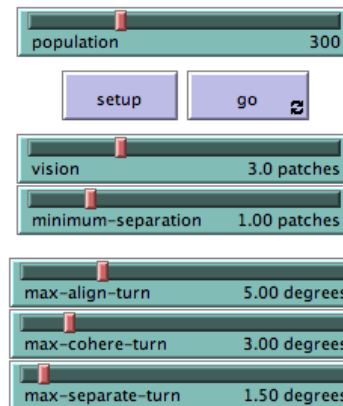 population 300
setup go
vision 3.0 patches
minimum-separation 1.00 patches
max-align-turn 5.00 degrees
max-cohere-turn 3.00 degrees
max-separate-turn 1.50 degrees